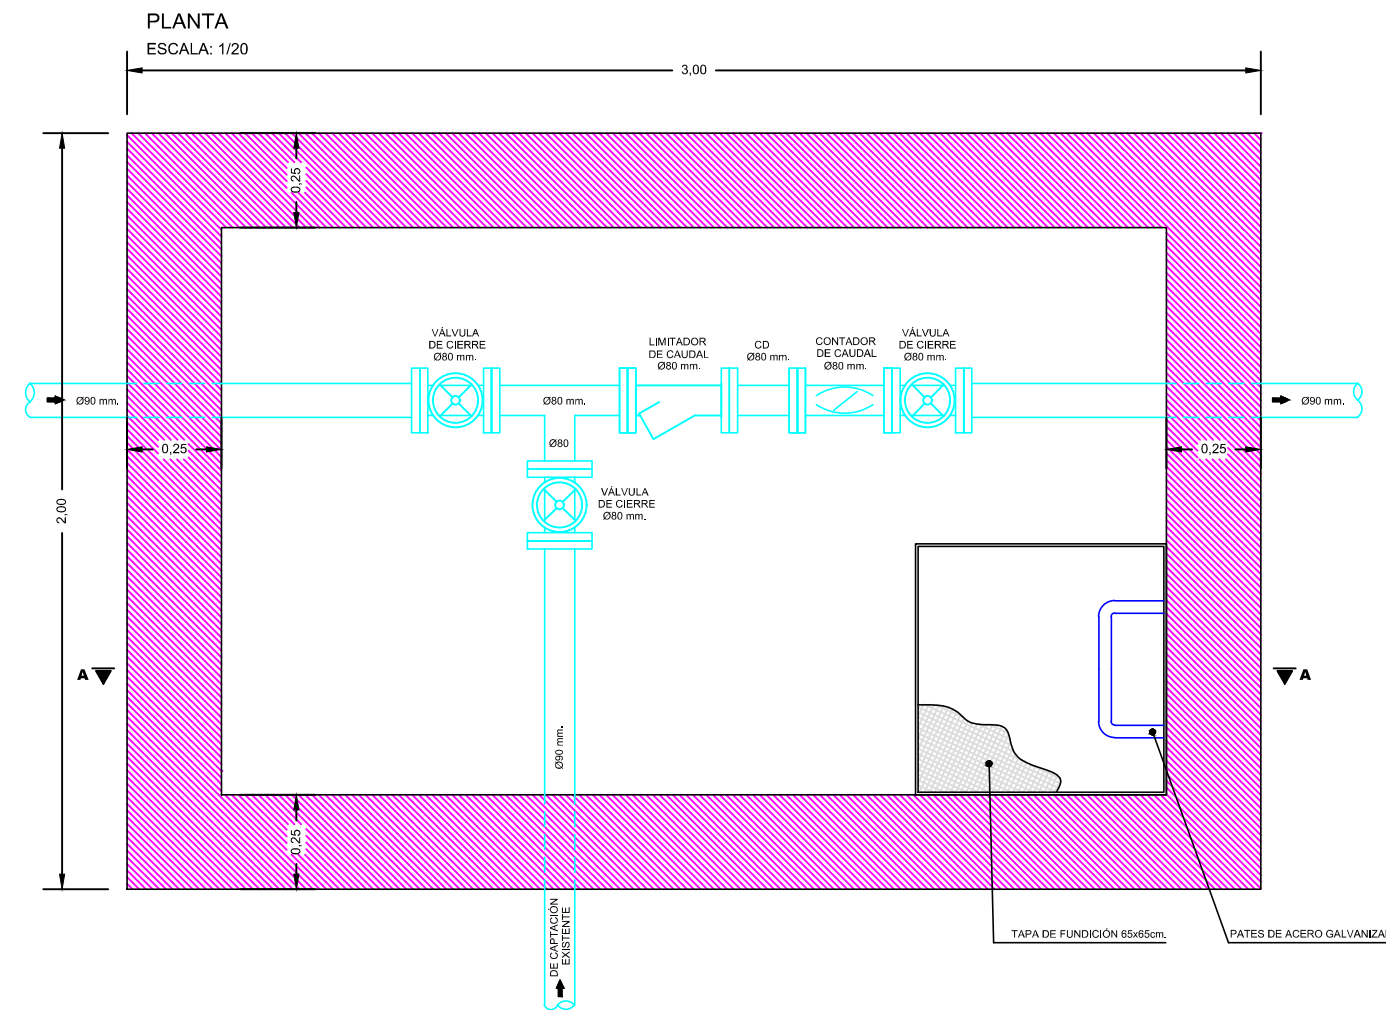 PLANTA
ESCALA: 1/20
3,00
0,25
VÁLVULA
DE CIERRE
Ø80 mm.
LIMITADOR
DE CAUDAL
Ø80 mm.
CD
Ø80 mm.
CONTADOR
DE CAUDAL
Ø80 mm.
VÁLVULA
DE CIERRE
Ø80 mm.
Ø90 mm.
Ø80 mm.
Ø90 mm.
Ø80
0,25
0,25
VÁLVULA
DE CIERRE
Ø80 mm.
2,00
A
A
Ø90 mm.
0,25
DE CAPTACIÓN
EXISTENTE
TAPA DE FUNDICIÓN 65x65cm.
PATES DE ACERO